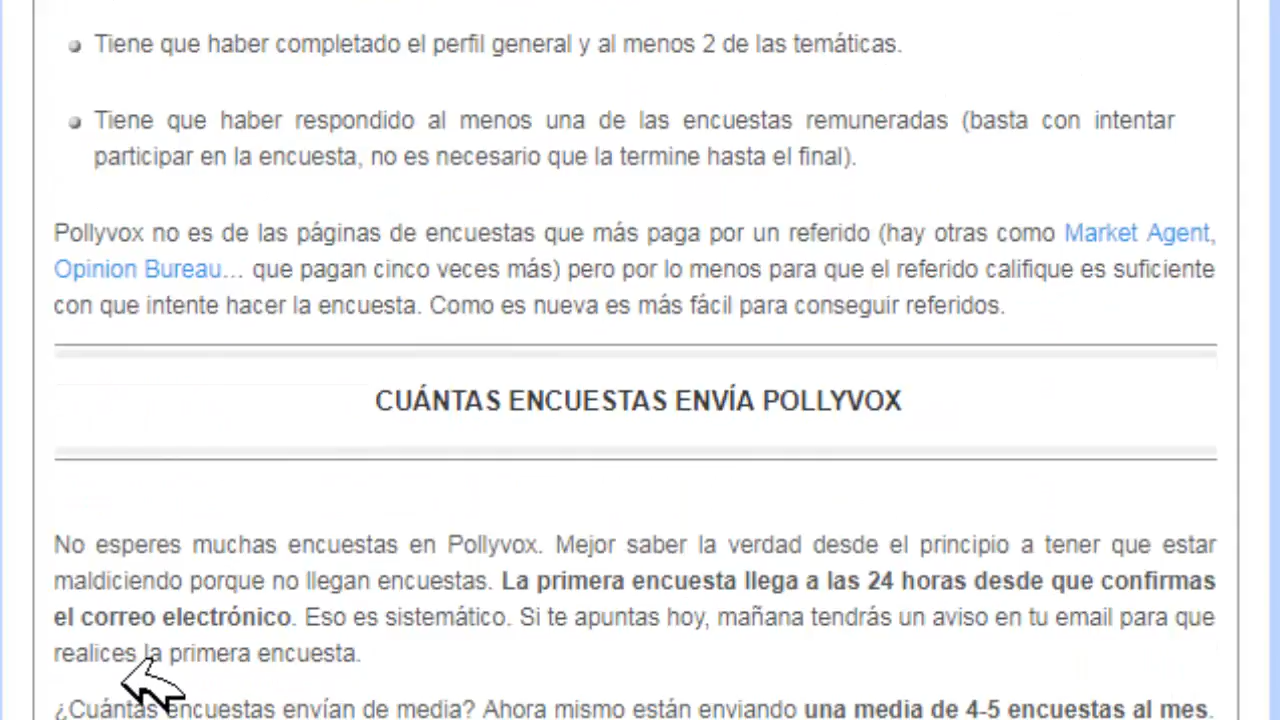 Tiene que haber completado el perfil general y al menos 2 de las temáticas.
Tiene que haber respondido al menos una de las encuestas remuneradas (basta con intentar
participar en la encuesta, no es necesario que la termine hasta el final).
Pollyvox no es de las páginas de encuestas que más paga por un referido (hay otras como Market Agent,
Opinion Bureau... que pagan cinco veces más) pero por lo menos para que el referido califique es suficiente
con que intente hacer la encuesta. Como es nueva es más fácil para conseguir referidos.
CUÁNTAS ENCUESTAS ENVÍA POLLYVOX
No esperes muchas encuestas en Pollyvox. Mejor saber la verdad desde el principio a tener que estar
maldiciendo porque no llegan encuestas. La primera encuesta llega a las 24 horas desde que confirmas
el correo electrónico. Eso es sistemático. Si te apuntas hoy, mañana tendrás un aviso en tu email para que
realices la primera encuesta.
¿Cuántas encuestas envían de media? Ahora mismo están enviando una media de 4-5 encuestas al mes.